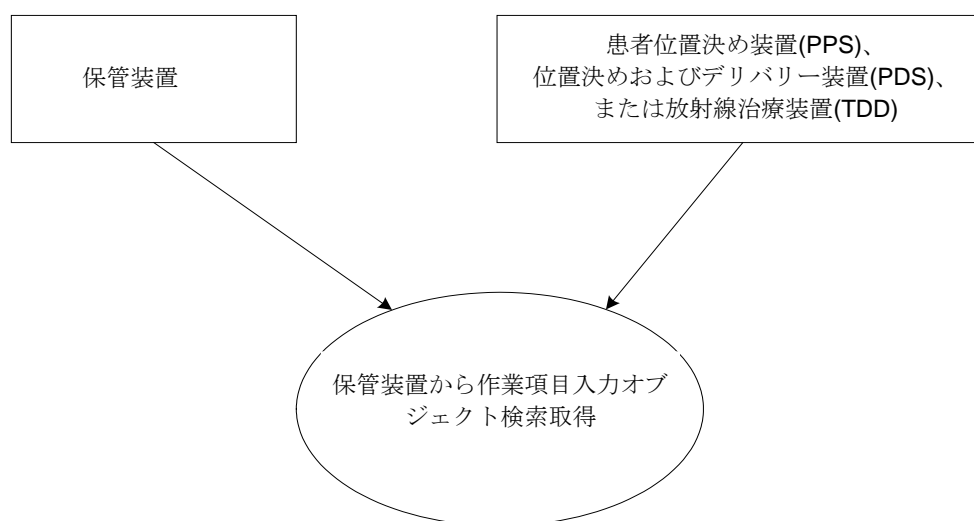 保管装置
患者位置決め装置(PPS)、
位置決めおよびデリバリー装置(PDS)、
または放射線治療装置(TDD)
保管装置から作業項目入力オブ
ジェクト検索取得